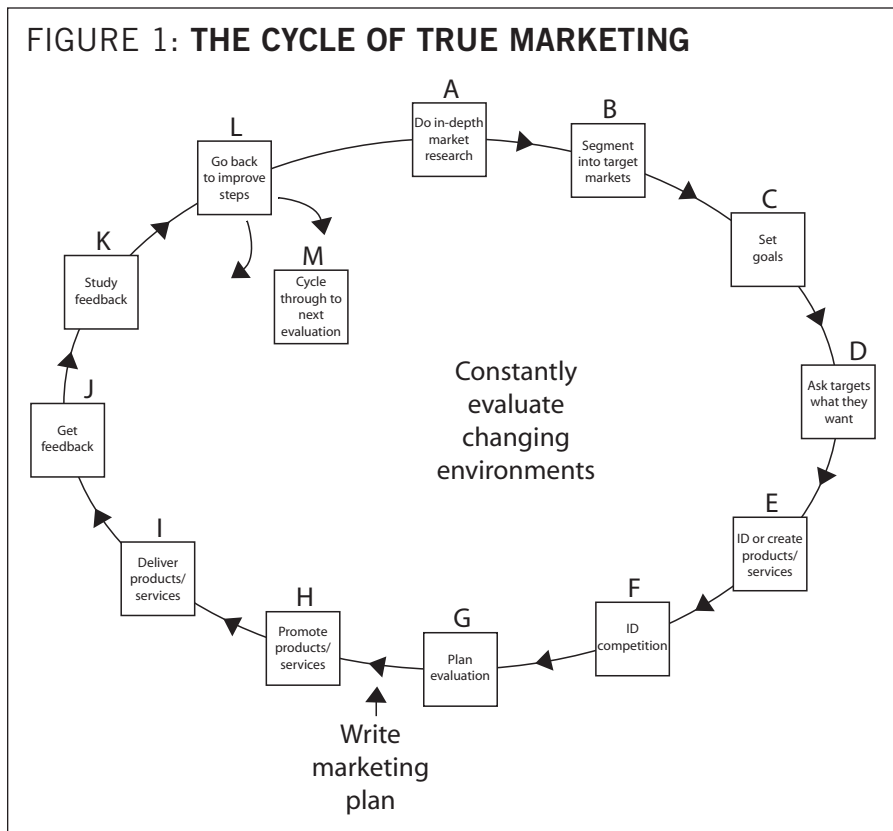 FIGURE 1: THE CYCLE OF TRUE MARKETING
A
Do in-depth
market
research
B
Segment
into target
markets
C
Set
goals
D
Ask targets
what they
want
E
ID or create
products/
services
F
ID
competition
G
Plan
evaluation
Write
marketing
plan
H
Promote
products/
services
I
Deliver
products/
services
J
Get
feedback
K
Study
feedback
L
Go back
to improve
steps
M
Cycle
through to
next
evaluation
Constantly
evaluate
changing
environments